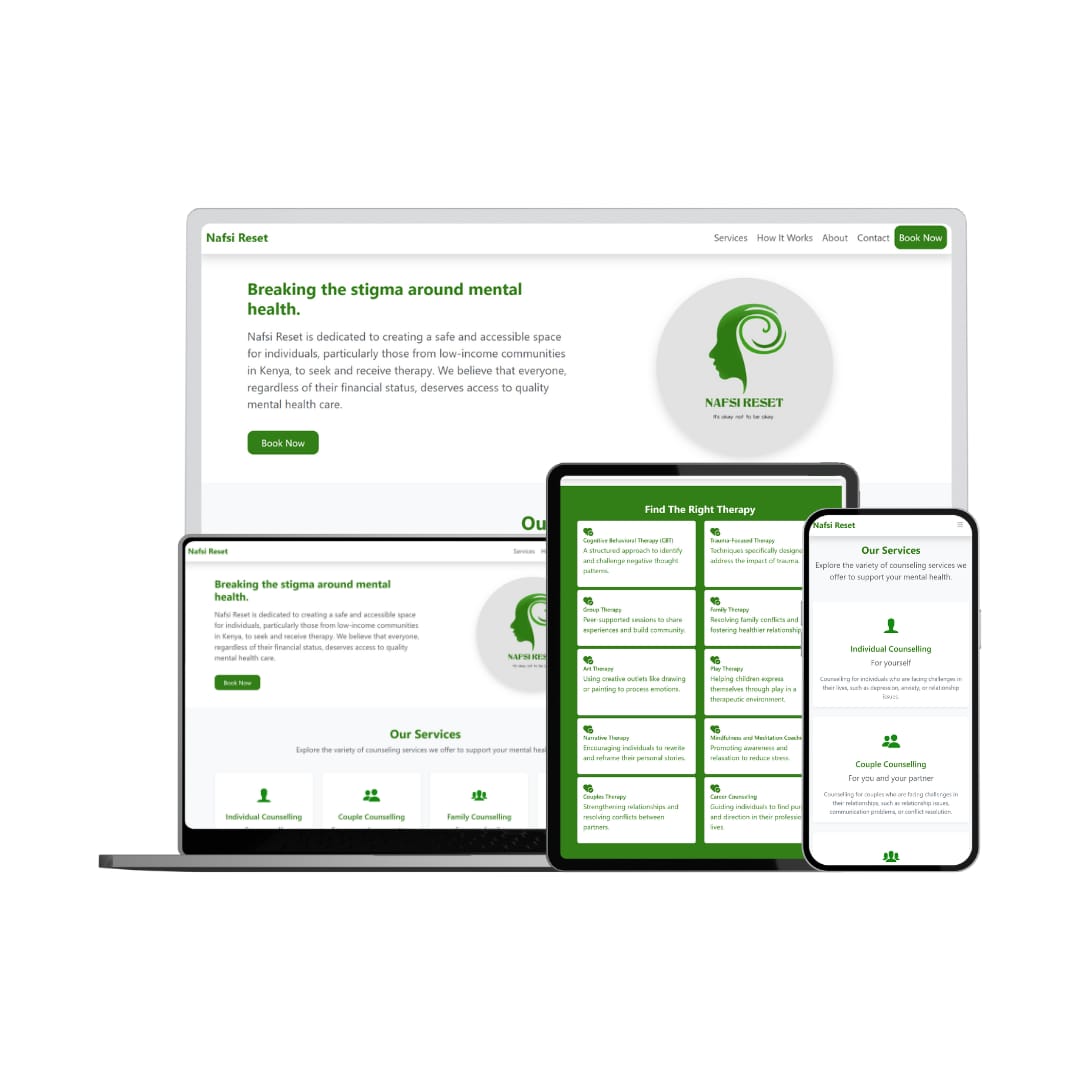 Nafsi Reset
Services How It Works About Contact Book Now
Breaking the stigma around mental
health.
Nafsi Reset is dedicated to creating a safe and accessible space
for individuals, particularly those from low-income communities
in Kenya, to seek and receive therapy. We believe that everyone,
regardless of their financial status, deserves access to quality
mental health care.
Book Now
NAFSI RESET
It's okay not to be okay
Ou
Nafsi Reset
Services H
Breaking the stigma around mental
health.
Nafsi Reset is dedicated to creating a safe and accessible space
for individuals, particularly those from low-income communities
in Kenya, to seek and receive therapy. We believe that everyone,
regardless of their financial status, deserves access to quality
mental health care.
Book Now
NAFSI RES
It's okay not to be
Our Services
Explore the variety of counseling services we offer to support your mental heal
Individual Counselling
Couple Counselling
Family Counselling
Find The Right Therapy
Cognitive Behavioral Therapy (CBT)
A structured approach to identify
and challenge negative thought
patterns.
Trauma-Focused Therapy
Techniques specifically designe
address the impact of trauma.
Group Therapy
Peer-supported sessions to share
experiences and build community.
Family Therapy
Resolving family conflicts and
fostering healthier relationship
Art Therapy
Using creative outlets like drawing
or painting to process emotions.
Play Therapy
Helping children express
themselves through play in a
therapeutic environment.
Narrative Therapy
Encouraging individuals to rewrite
and reframe their personal stories.
Mindfulness and Meditation Coachi
Promoting awareness and
relaxation to reduce stress.
Couples Therapy
Strengthening relationships and
resolving conflicts between
partners.
Career Counseling
Guiding individuals to find pur
and direction in their professio
lives.
Nafsi Reset
Our Services
Explore the variety of counseling services we
offer to support your mental health.
Individual Counselling
For yourself
Counselling for individuals who are facing challenges in
their lives, such as depression, anxiety, or relationship
issues.
Couple Counselling
For you and your partner
Counselling for couples who are facing challenges in
their relationships, such as relationship issues,
communication problems, or conflict resolution.